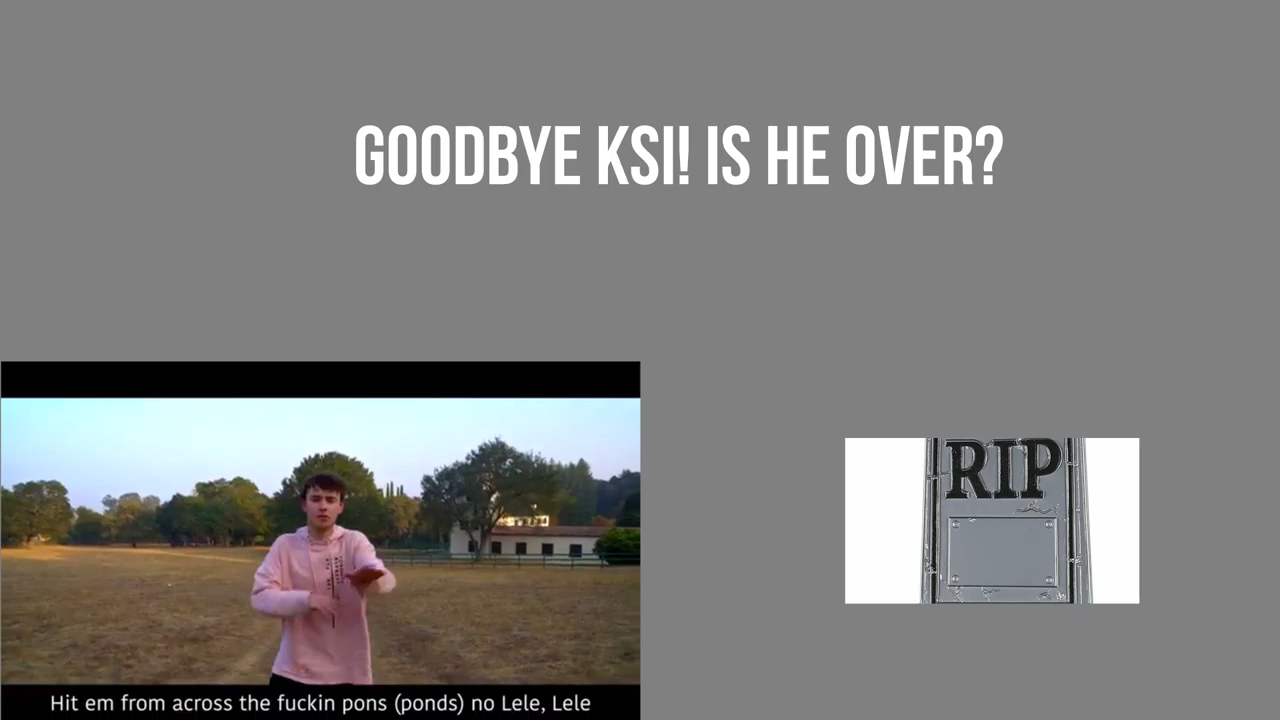 GOODBYE KSI! IS HE OVER?
RIP
Hit em from across the fuckin pons (ponds) no Lele, Lele